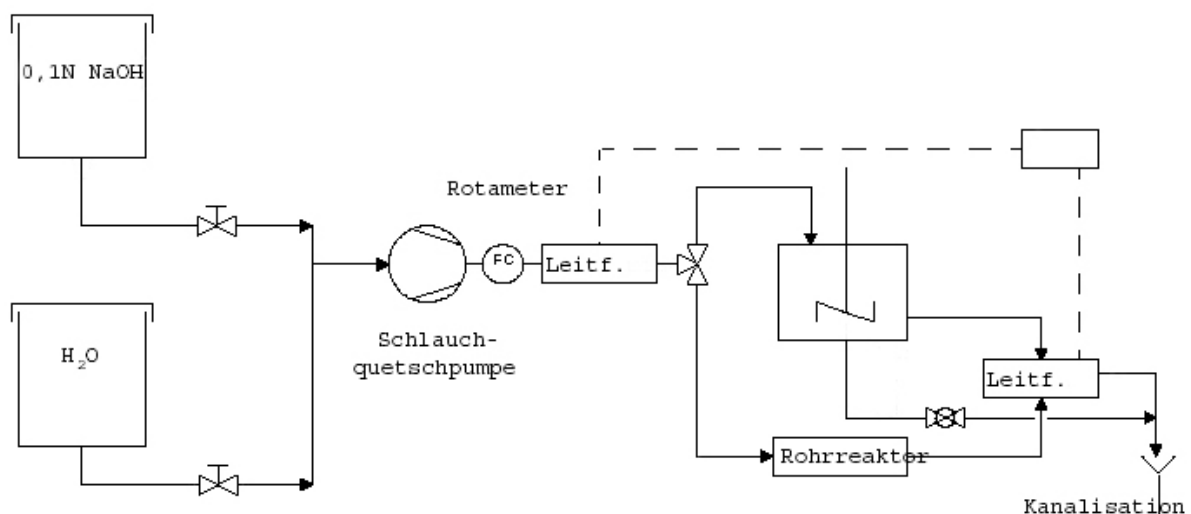 0,1N NaOH
Rotameter
FC
Leitf.
Schlauch-
quetschpumpe
H₂O
Leitf.
Rohrreaktor
Kanalisation